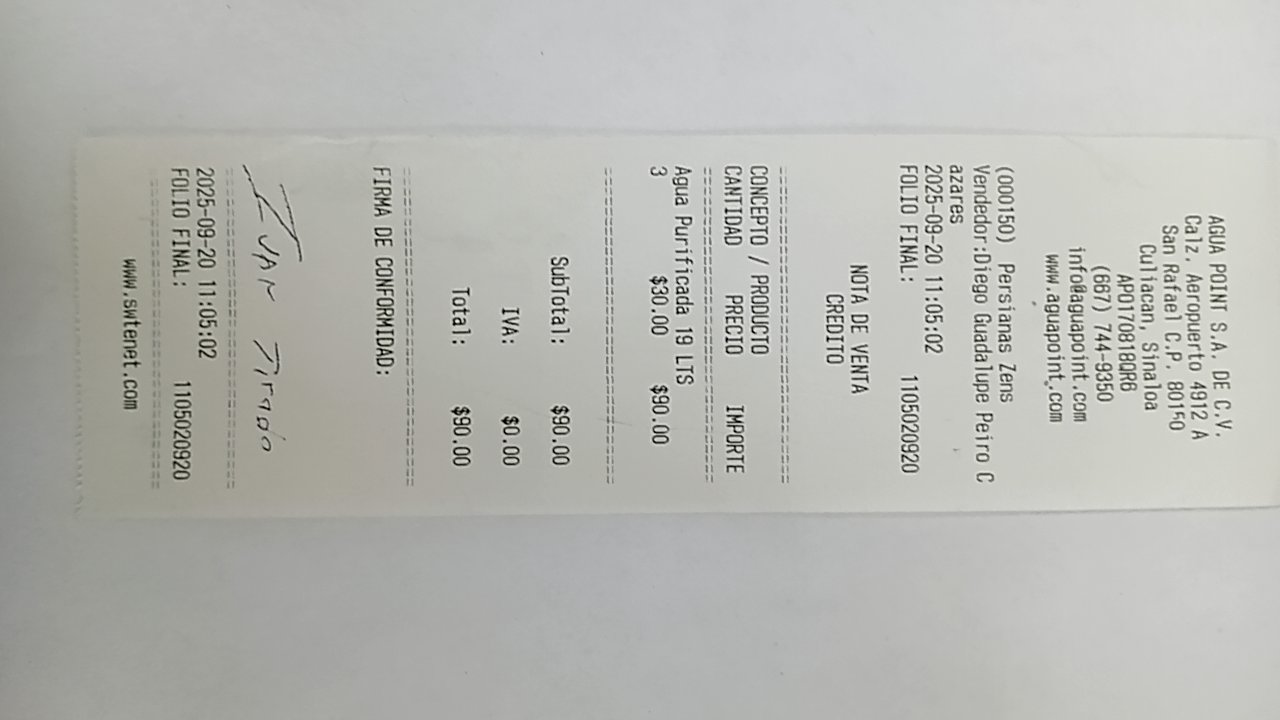 AGUA POINT S.A. DE C.V.
Calz. Aeropuerto 4912 A
San Rafael C.P. 80150
Culiacan, Sinaloa
APO170818QR6
(667) 744-9350
info@aguapoint.com
www.aguapoint.com
(000150) Persianas Zens
Vendedor:Diego Guadalupe Peiro C
azares
2025-09-20 11:05:02
FOLIO FINAL: 1105020920
NOTA DE VENTA
CREDITO
CONCEPTO / PRODUCTO
CANTIDAD PRECIO IMPORTE
Agua Purificada 19 LTS
3 $30.00 $90.00
SubTotal: $90.00
IVA: $0.00
Total: $90.00
FIRMA DE CONFORMIDAD:
IVAN Tirado
2025-09-20 11:05:02
FOLIO FINAL: 1105020920
www.swtenet.com